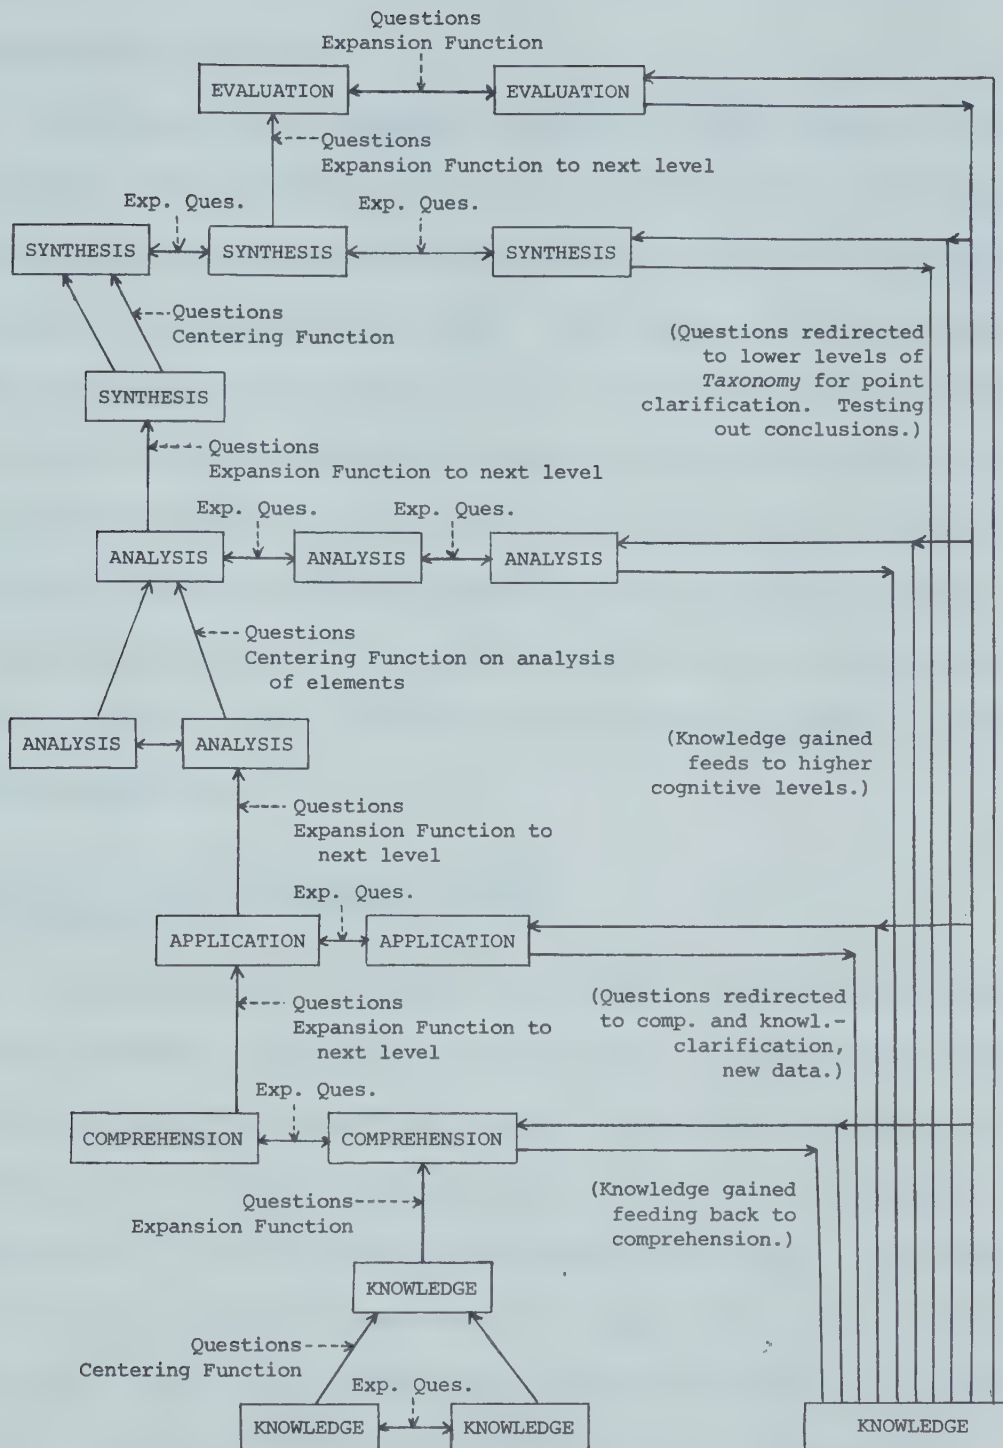 Questions
Expansion Function
EVALUATION
EVALUATION
Questions
Expansion Function to next level
Exp. Ques.
Exp. Ques.
SYNTHESIS
SYNTHESIS
SYNTHESIS
Questions
Centering Function
(Questions redirected
to lower levels of
Taxonomy for point
clarification. Testing
out conclusions.)
SYNTHESIS
Questions
Expansion Function to next level
Exp. Ques.
Exp. Ques.
ANALYSIS
ANALYSIS
ANALYSIS
Questions
Centering Function on analysis
of elements
ANALYSIS
ANALYSIS
(Knowledge gained
feeds to higher
cognitive levels.)
Questions
Expansion Function to
next level
Exp. Ques.
APPLICATION
APPLICATION
Questions
Expansion Function to
next level
(Questions redirected
to comp. and knowl.-
clarification,
new data.)
Exp. Ques.
COMPREHENSION
COMPREHENSION
Questions
Expansion Function
(Knowledge gained
feeding back to
comprehension.)
KNOWLEDGE
Questions
Centering Function
Exp. Ques.
KNOWLEDGE
KNOWLEDGE
KNOWLEDGE